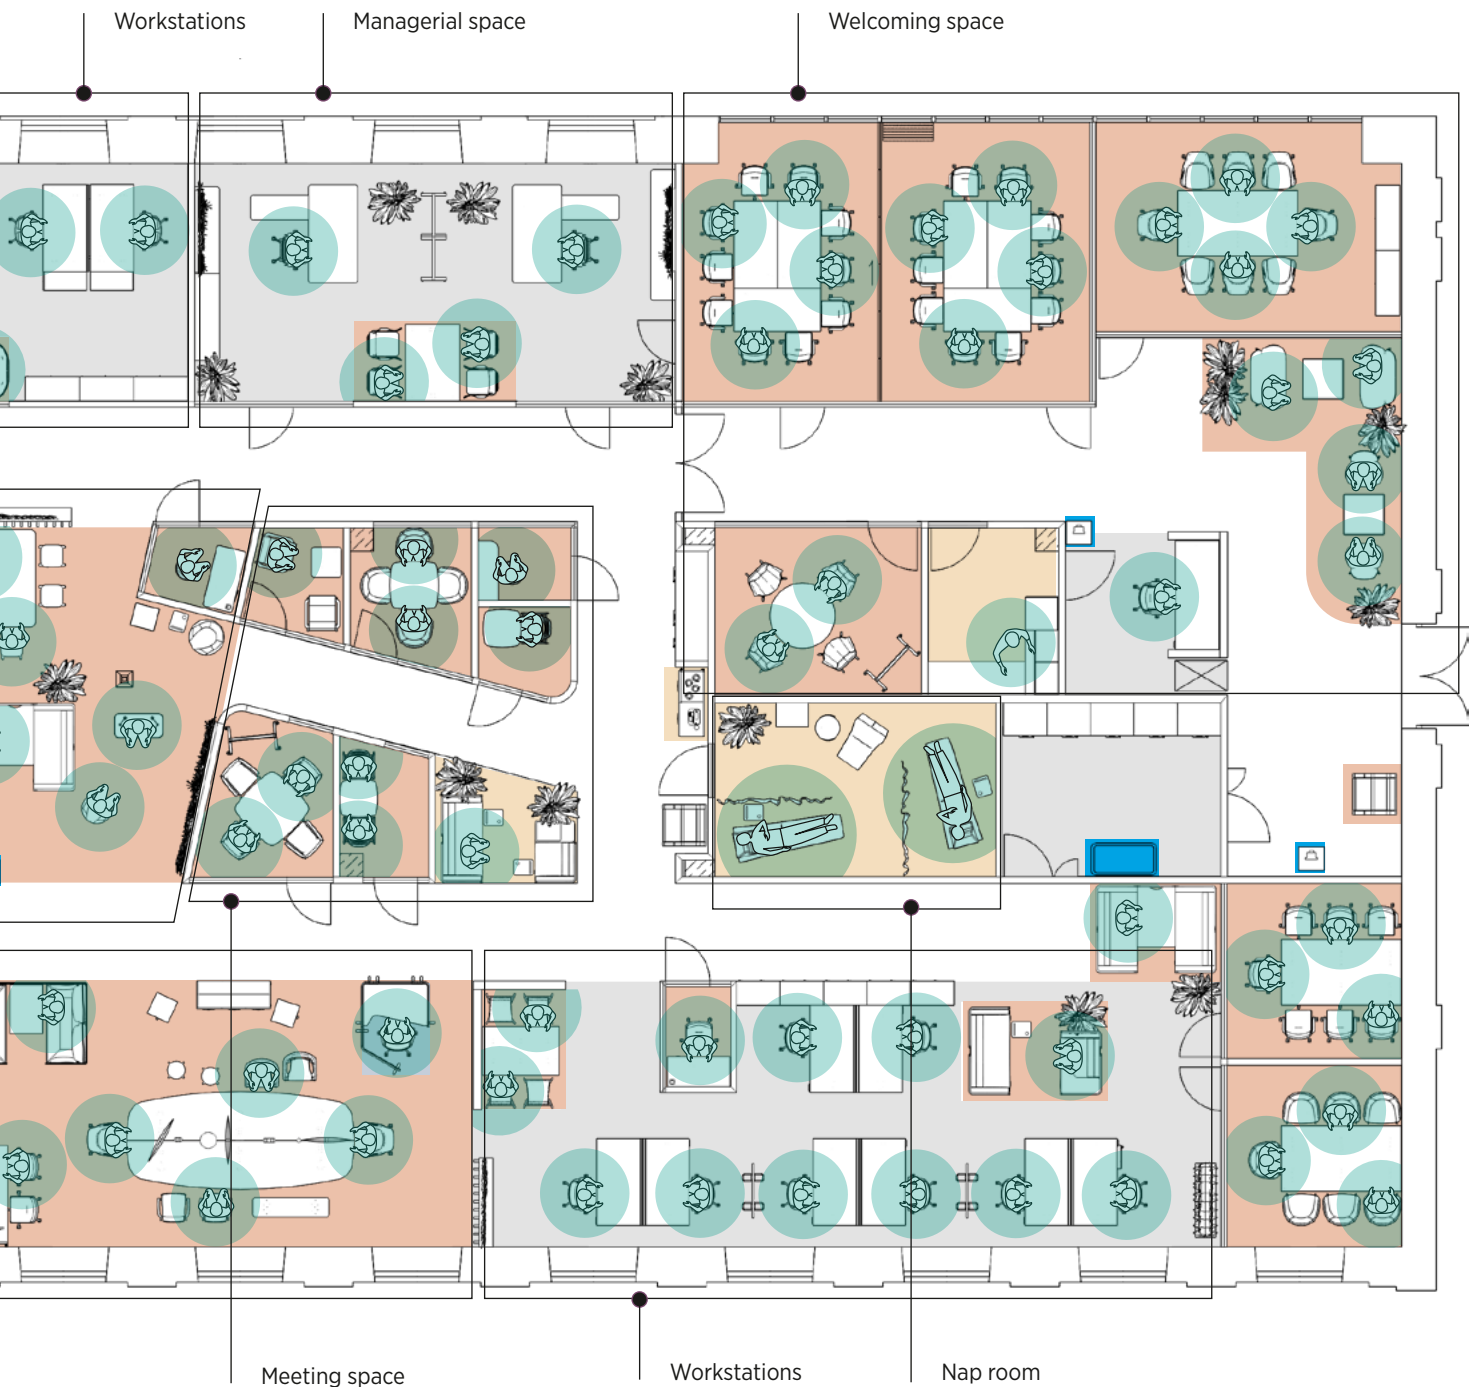 Workstations
Managerial space
Welcoming space
Meeting space
Workstations
Nap room